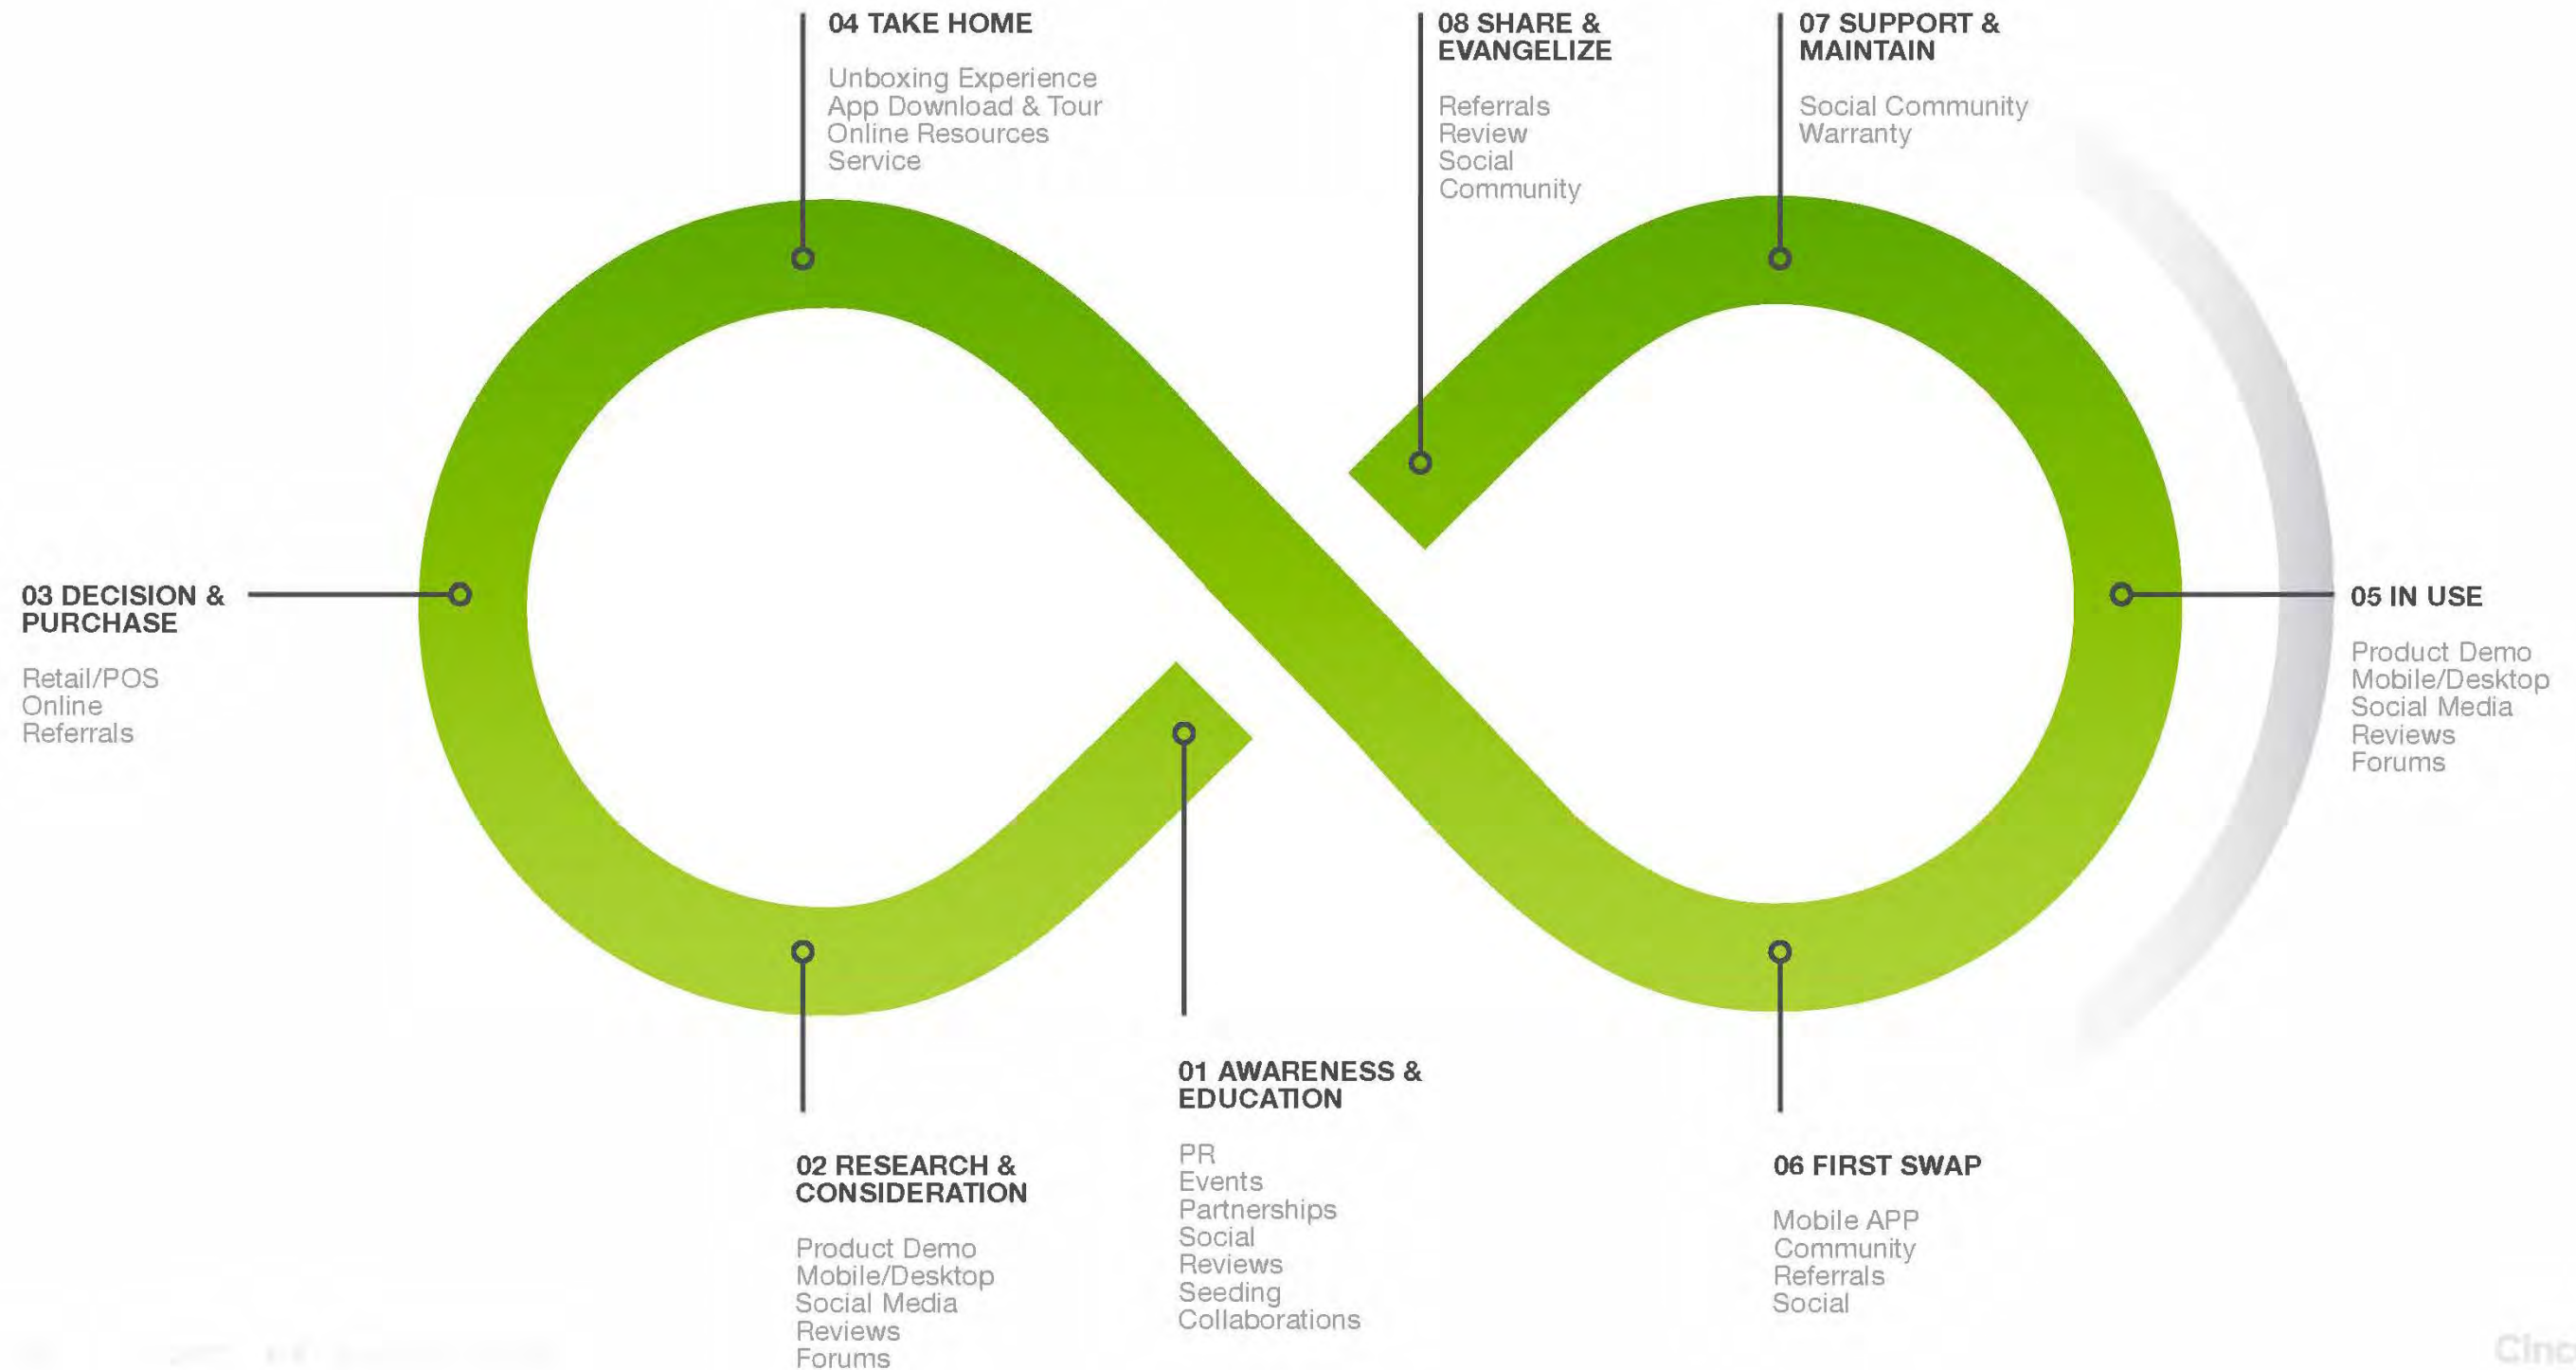 04 TAKE HOME
Unboxing Experience
App Download & Tour
Online Resources
Service
08 SHARE &
EVANGELIZE
Referrals
Review
Social
Community
07 SUPPORT &
MAINTAIN
Social Community
Warranty
03 DECISION &
PURCHASE
Retail/POS
Online
Referrals
05 IN USE
Product Demo
Mobile/Desktop
Social Media
Reviews
Forums
02 RESEARCH &
CONSIDERATION
Product Demo
Mobile/Desktop
Social Media
Reviews
Forums
01 AWARENESS &
EDUCATION
PR
Events
Partnerships
Social
Reviews
Seeding
Collaborations
06 FIRST SWAP
Mobile APP
Community
Referrals
Social